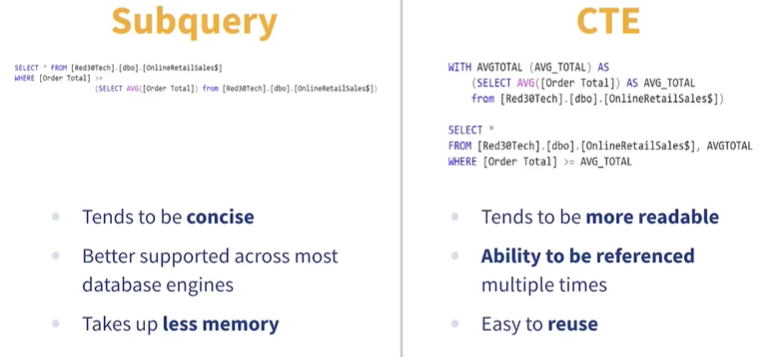 Subquery
SELECT * FROM [Red30Tech].[dbo].[OnlineRetailSales$]
WHERE [Order Total] >=
(SELECT AVG([Order Total]) from [Red30Tech].[dbo].[OnlineRetailSales$])
Tends to be concise
Better supported across most
database engines
Takes up less memory
CTE
WITH AVGTOTAL (AVG_TOTAL) AS
(SELECT AVG([Order Total]) AS AVG_TOTAL
from [Red30Tech].[dbo].[OnlineRetailSales$])
SELECT *
FROM [Red30Tech].[dbo].[OnlineRetailSales$], AVGTOTAL
WHERE [Order Total] >= AVG_TOTAL
Tends to be more readable
Ability to be referenced
multiple times
Easy to reuse